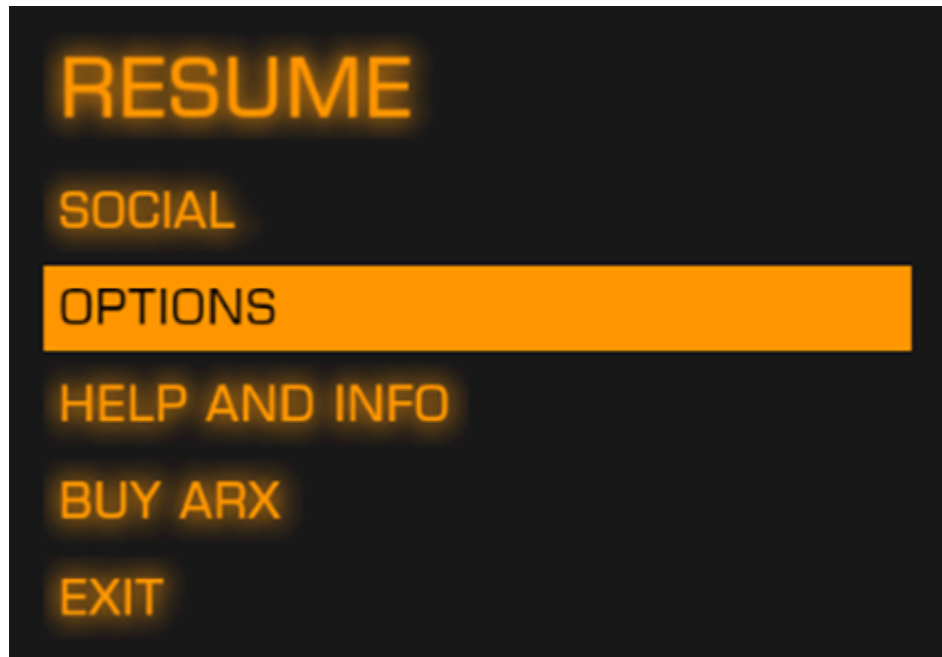 RESUME
SOCIAL
OPTIONS
HELP AND INFO
BUY ARX
EXIT